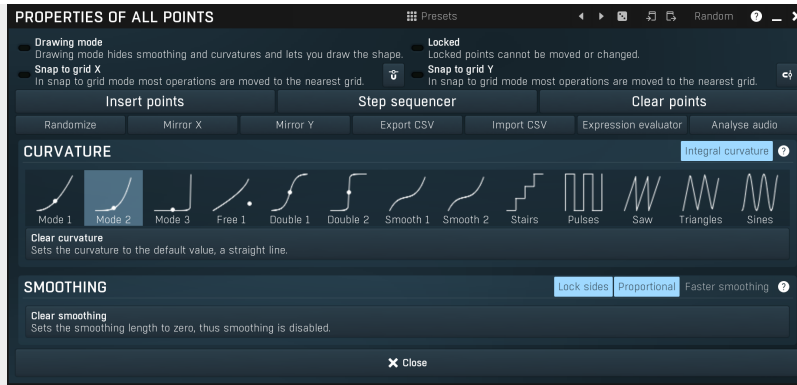 PROPERTIES OF ALL POINTS
Presets
Random
?
Drawing mode
Drawing mode hides smoothing and curvatures and lets you draw the shape.
Locked
Locked points cannot be moved or changed.
Snap to grid X
In snap to grid mode most operations are moved to the nearest grid.
Snap to grid Y
In snap to grid mode most operations are moved to the nearest grid.
Insert points
Step sequencer
Clear points
Randomize
Mirror X
Mirror Y
Export CSV
Import CSV
Expression evaluator
Analyse audio
CURVATURE
Integral curvature
?
Mode 1
Mode 2
Mode 3
Free 1
Double 1
Double 2
Smooth 1
Smooth 2
Stairs
Pulses
Saw
Triangles
Sines
Clear curvature
Sets the curvature to the default value, a straight line.
SMOOTHING
Lock sides
Proportional
Faster smoothing
?
Clear smoothing
Sets the smoothing length to zero, thus smoothing is disabled.
Close